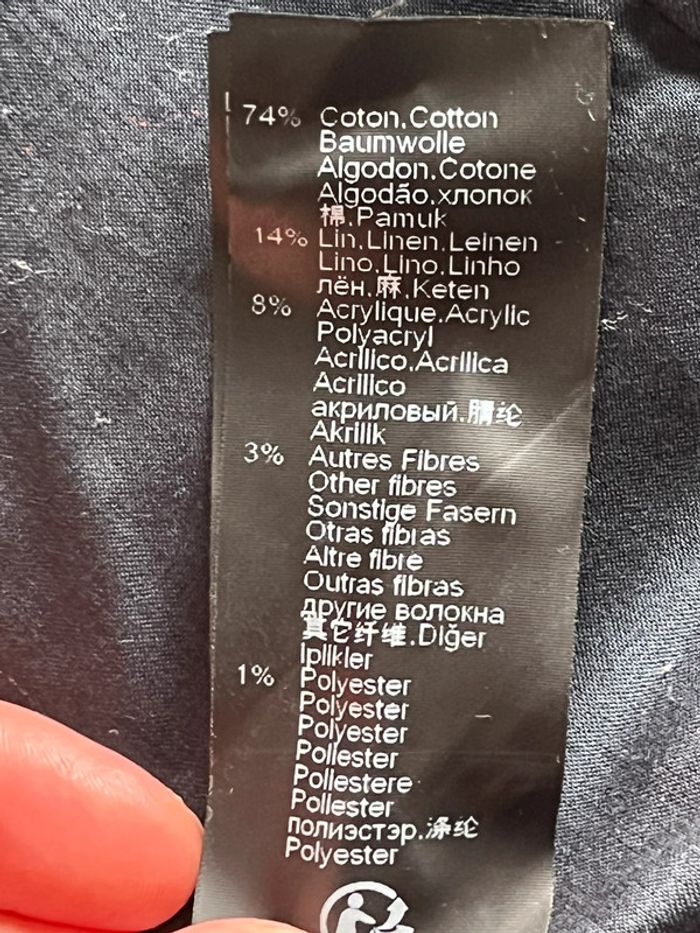 74% Coton.Cotton
Baumwolle
Algodon.Cotone
Algodão.хлопок
棉.Pamuk
14% Lin.Linen.Leinen
Lino.Lino.Linho
лён.麻.Keten
8% Acrylique.Acrylic
Polyacryl
Acrílico.Acrilica
Acrílico
акриловый.腈纶
Akrilik
3% Autres Fibres
Other fibres
Sonstige Fasern
Otras fibras
Altre fibre
Outras fibras
другие волокна
其它纤维.Diğer
İplikler
1% Polyester
Polyester
Polyester
Poliester
Poliestere
Poliester
полиэстэр.涤纶
Polyester